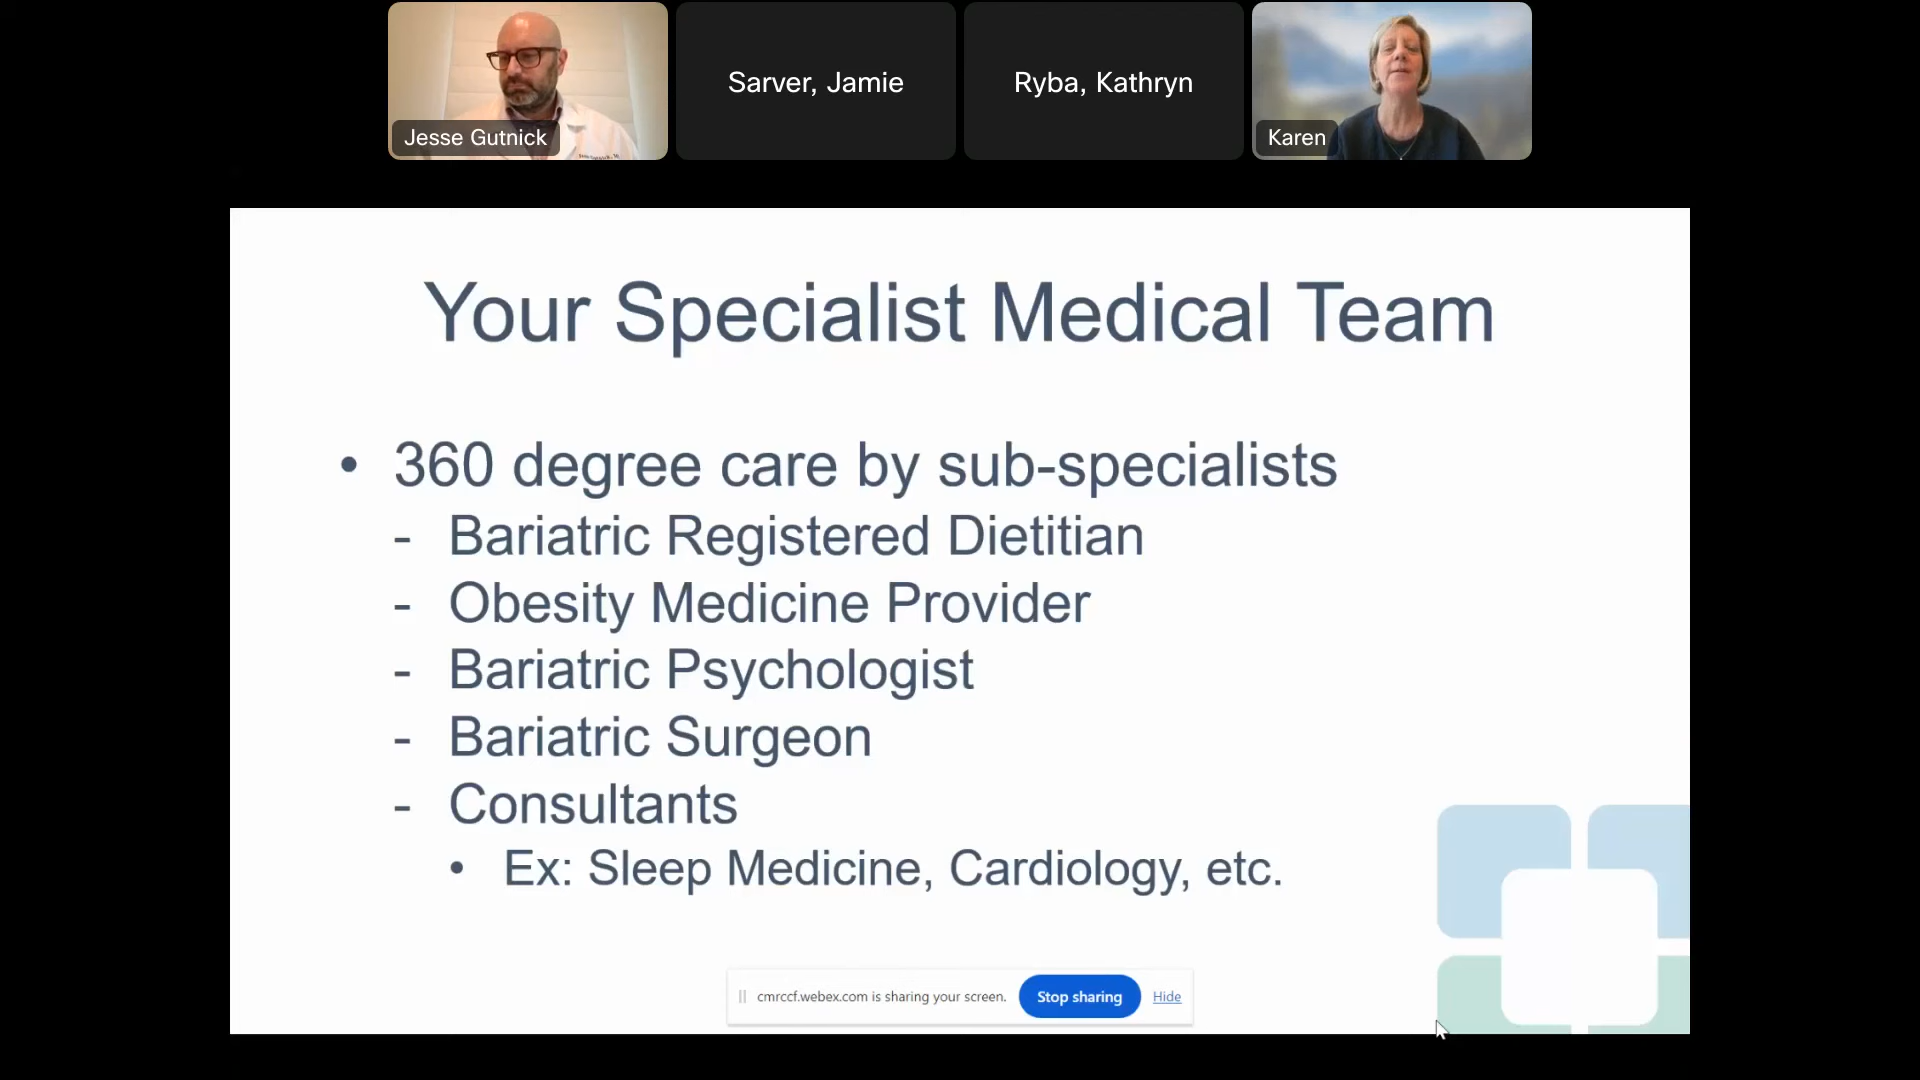 Jesse Gutnick
Sarver, Jamie
Ryba, Kathryn
Karen
Your Specialist Medical Team
• 360 degree care by sub-specialists
- Bariatric Registered Dietitian
- Obesity Medicine Provider
- Bariatric Psychologist
- Bariatric Surgeon
- Consultants
• Ex: Sleep Medicine, Cardiology, etc.
cmrccf.webex.com is sharing your screen. Stop sharing Hide